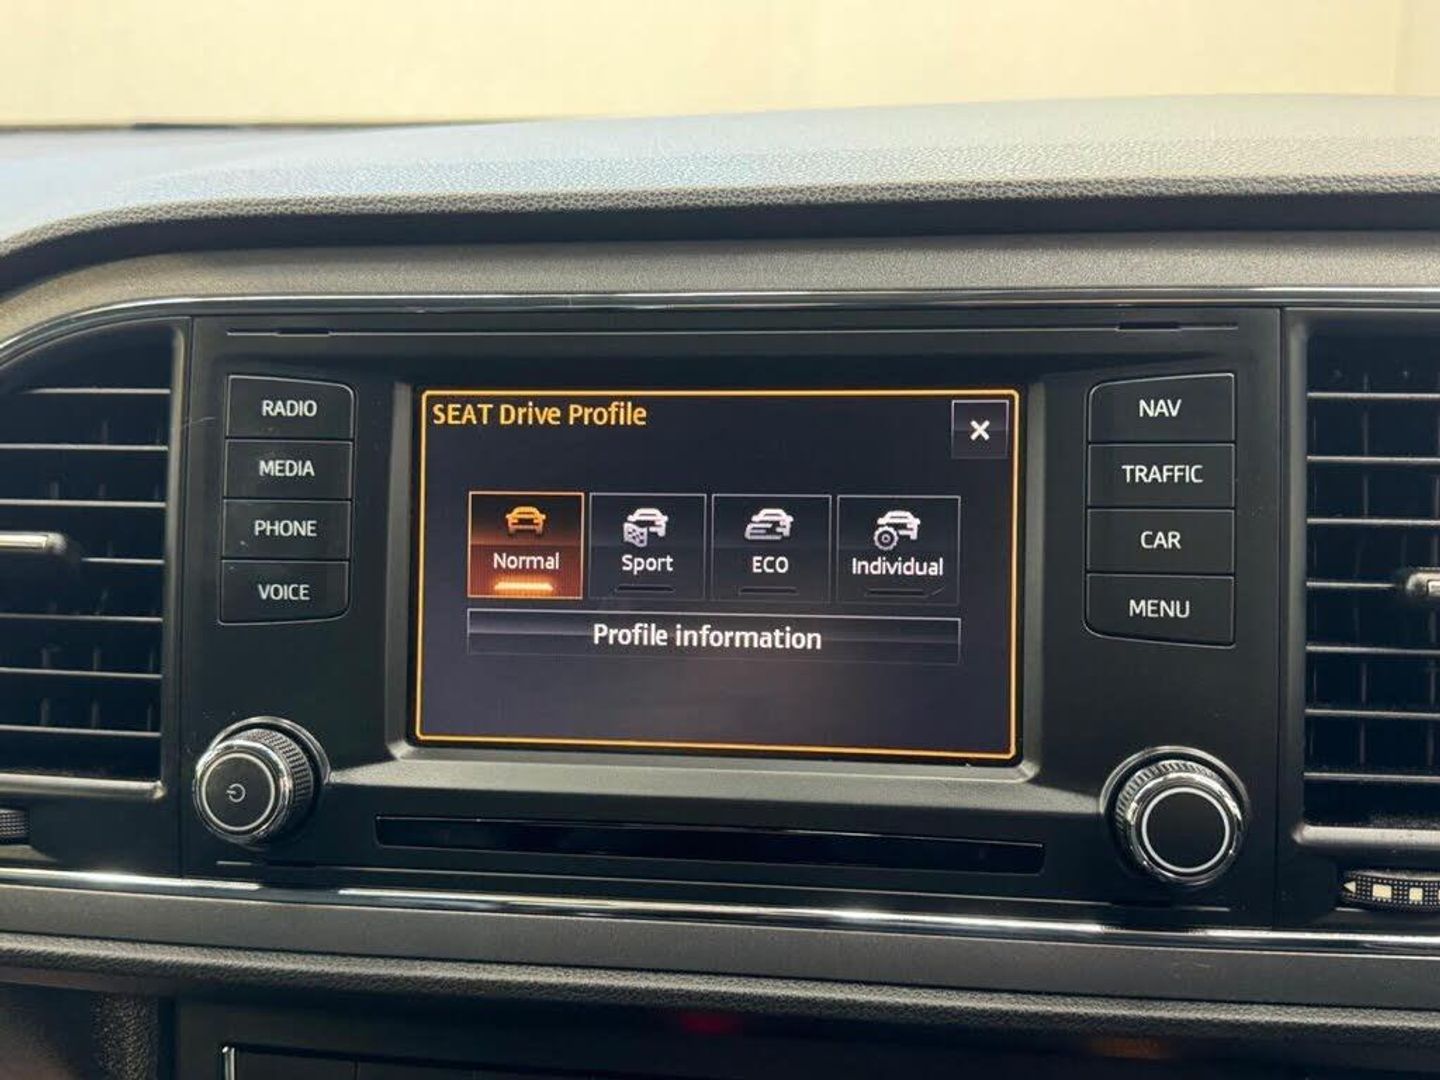 RADIO
MEDIA
PHONE
VOICE
SEAT Drive Profile
×
Normal
Sport
ECO
Individual
Profile information
NAV
TRAFFIC
CAR
MENU